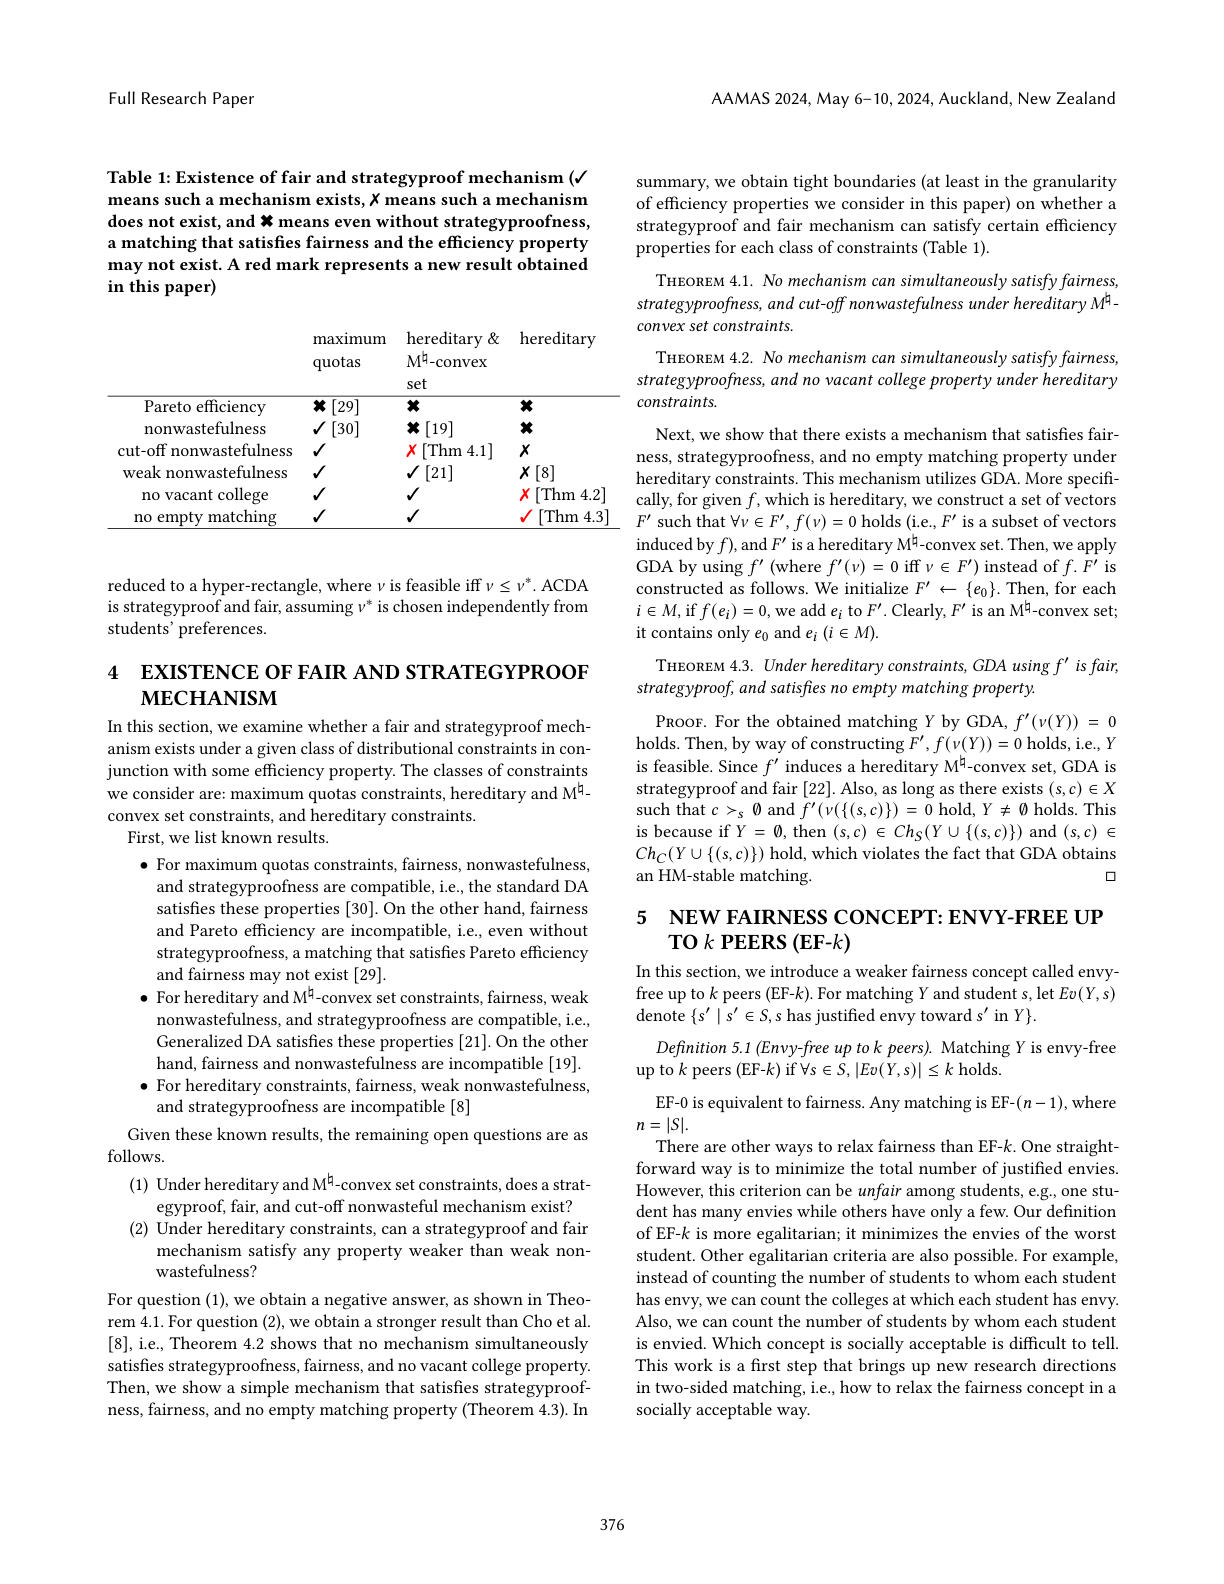 Full Research Paper
AAMAS 2024, May 6–10, 2024, Auckland, New Zealand
Table 1: Existence of fair and strategyproof mechanism (✓
means such a mechanism exists, ✗ means such a mechanism
does not exist, and ✖ means even without strategyproofness,
a matching that satisfies fairness and the efficiency property
may not exist. A red mark represents a new result obtained
in this paper)
maximum hereditary & hereditary
quotas M♮-convex
set
Pareto efficiency ✖ [29] ✖ ✖
nonwastefulness ✓ [30] ✖ [19] ✖
cut-off nonwastefulness ✓ ✗ [Thm 4.1] ✗
weak nonwastefulness ✓ ✓ [21] ✗ [8]
no vacant college ✓ ✓ ✗ [Thm 4.2]
no empty matching ✓ ✓ ✓ [Thm 4.3]
reduced to a hyper-rectangle, where ν is feasible iff ν ≤ ν*. ACDA
is strategyproof and fair, assuming ν* is chosen independently from
students' preferences.
4 EXISTENCE OF FAIR AND STRATEGYPROOF
MECHANISM
In this section, we examine whether a fair and strategyproof mech-
anism exists under a given class of distributional constraints in con-
junction with some efficiency property. The classes of constraints
we consider are: maximum quotas constraints, hereditary and M♮-
convex set constraints, and hereditary constraints.
First, we list known results.
• For maximum quotas constraints, fairness, nonwastefulness,
and strategyproofness are compatible, i.e., the standard DA
satisfies these properties [30]. On the other hand, fairness
and Pareto efficiency are incompatible, i.e., even without
strategyproofness, a matching that satisfies Pareto efficiency
and fairness may not exist [29].
• For hereditary and M♮-convex set constraints, fairness, weak
nonwastefulness, and strategyproofness are compatible, i.e.,
Generalized DA satisfies these properties [21]. On the other
hand, fairness and nonwastefulness are incompatible [19].
• For hereditary constraints, fairness, weak nonwastefulness,
and strategyproofness are incompatible [8]
Given these known results, the remaining open questions are as
follows.
(1) Under hereditary and M♮-convex set constraints, does a strat-
egyproof, fair, and cut-off nonwasteful mechanism exist?
(2) Under hereditary constraints, can a strategyproof and fair
mechanism satisfy any property weaker than weak non-
wastefulness?
For question (1), we obtain a negative answer, as shown in Theo-
rem 4.1. For question (2), we obtain a stronger result than Cho et al.
[8], i.e., Theorem 4.2 shows that no mechanism simultaneously
satisfies strategyproofness, fairness, and no vacant college property.
Then, we show a simple mechanism that satisfies strategyproof-
ness, fairness, and no empty matching property (Theorem 4.3). In
summary, we obtain tight boundaries (at least in the granularity
of efficiency properties we consider in this paper) on whether a
strategyproof and fair mechanism can satisfy certain efficiency
properties for each class of constraints (Table 1).
Theorem 4.1. No mechanism can simultaneously satisfy fairness,
strategyproofness, and cut-off nonwastefulness under hereditary M♮-
convex set constraints.
Theorem 4.2. No mechanism can simultaneously satisfy fairness,
strategyproofness, and no vacant college property under hereditary
constraints.
Next, we show that there exists a mechanism that satisfies fair-
ness, strategyproofness, and no empty matching property under
hereditary constraints. This mechanism utilizes GDA. More specifi-
cally, for given f, which is hereditary, we construct a set of vectors
F′ such that ∀ν ∈ F′, f(ν) = 0 holds (i.e., F′ is a subset of vectors
induced by f), and F′ is a hereditary M♮-convex set. Then, we apply
GDA by using f′ (where f′(ν) = 0 iff ν ∈ F′) instead of f. F′ is
constructed as follows. We initialize F′ ← {e₀}. Then, for each
i ∈ M, if f(eᵢ) = 0, we add eᵢ to F′. Clearly, F′ is an M♮-convex set;
it contains only e₀ and eᵢ (i ∈ M).
Theorem 4.3. Under hereditary constraints, GDA using f′ is fair,
strategyproof, and satisfies no empty matching property.
Proof. For the obtained matching Y by GDA, f′(ν(Y)) = 0
holds. Then, by way of constructing F′, f(ν(Y)) = 0 holds, i.e., Y
is feasible. Since f′ induces a hereditary M♮-convex set, GDA is
strategyproof and fair [22]. Also, as long as there exists (s, c) ∈ X
such that c ≻ₛ ∅ and f′(ν({(s, c)}) = 0 hold, Y ≠ ∅ holds. This
is because if Y = ∅, then (s, c) ∈ Ch_S(Y ∪ {(s, c)}) and (s, c) ∈
Ch_C(Y ∪ {(s, c)}) hold, which violates the fact that GDA obtains
an HM-stable matching. □
5 NEW FAIRNESS CONCEPT: ENVY-FREE UP
TO k PEERS (EF-k)
In this section, we introduce a weaker fairness concept called envy-
free up to k peers (EF-k). For matching Y and student s, let Ev(Y, s)
denote {s′ | s′ ∈ S, s has justified envy toward s′ in Y}.
Definition 5.1 (Envy-free up to k peers). Matching Y is envy-free
up to k peers (EF-k) if ∀s ∈ S, |Ev(Y, s)| ≤ k holds.
EF-0 is equivalent to fairness. Any matching is EF-(n − 1), where
n = |S|.
There are other ways to relax fairness than EF-k. One straight-
forward way is to minimize the total number of justified envies.
However, this criterion can be unfair among students, e.g., one stu-
dent has many envies while others have only a few. Our definition
of EF-k is more egalitarian; it minimizes the envies of the worst
student. Other egalitarian criteria are also possible. For example,
instead of counting the number of students to whom each student
has envy, we can count the colleges at which each student has envy.
Also, we can count the number of students by whom each student
is envied. Which concept is socially acceptable is difficult to tell.
This work is a first step that brings up new research directions
in two-sided matching, i.e., how to relax the fairness concept in a
socially acceptable way.
376